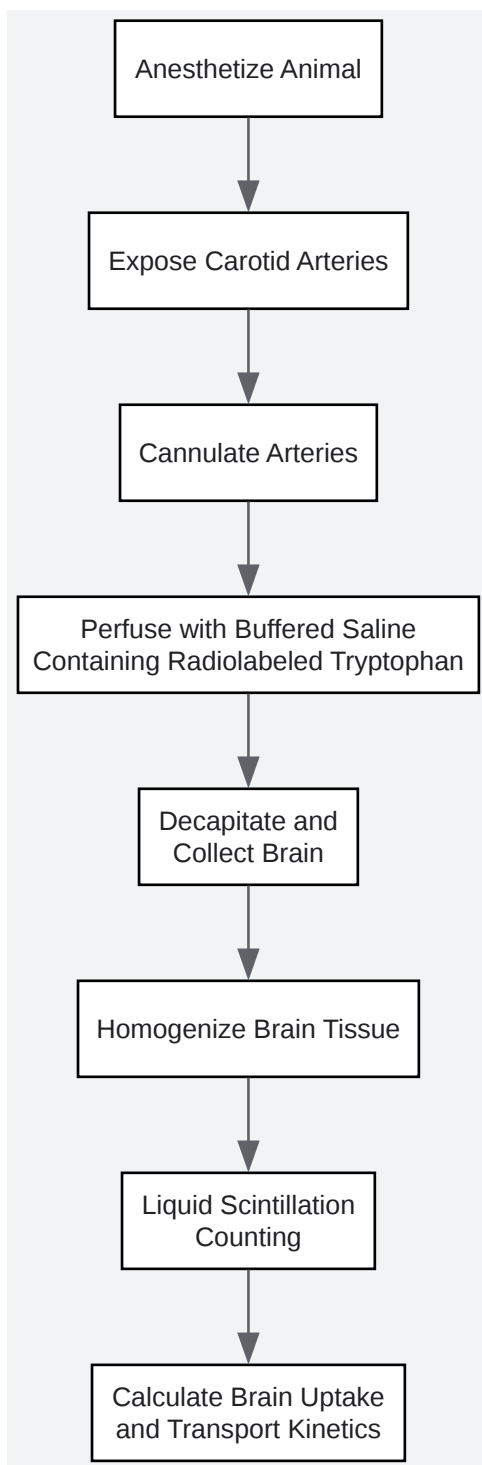 Anesthetize Animal
Expose Carotid Arteries
Cannulate Arteries
Perfuse with Buffered Saline
Containing Radiolabeled Tryptophan
Decapitate and
Collect Brain
Homogenize Brain Tissue
Liquid Scintillation
Counting
Calculate Brain Uptake
and Transport Kinetics